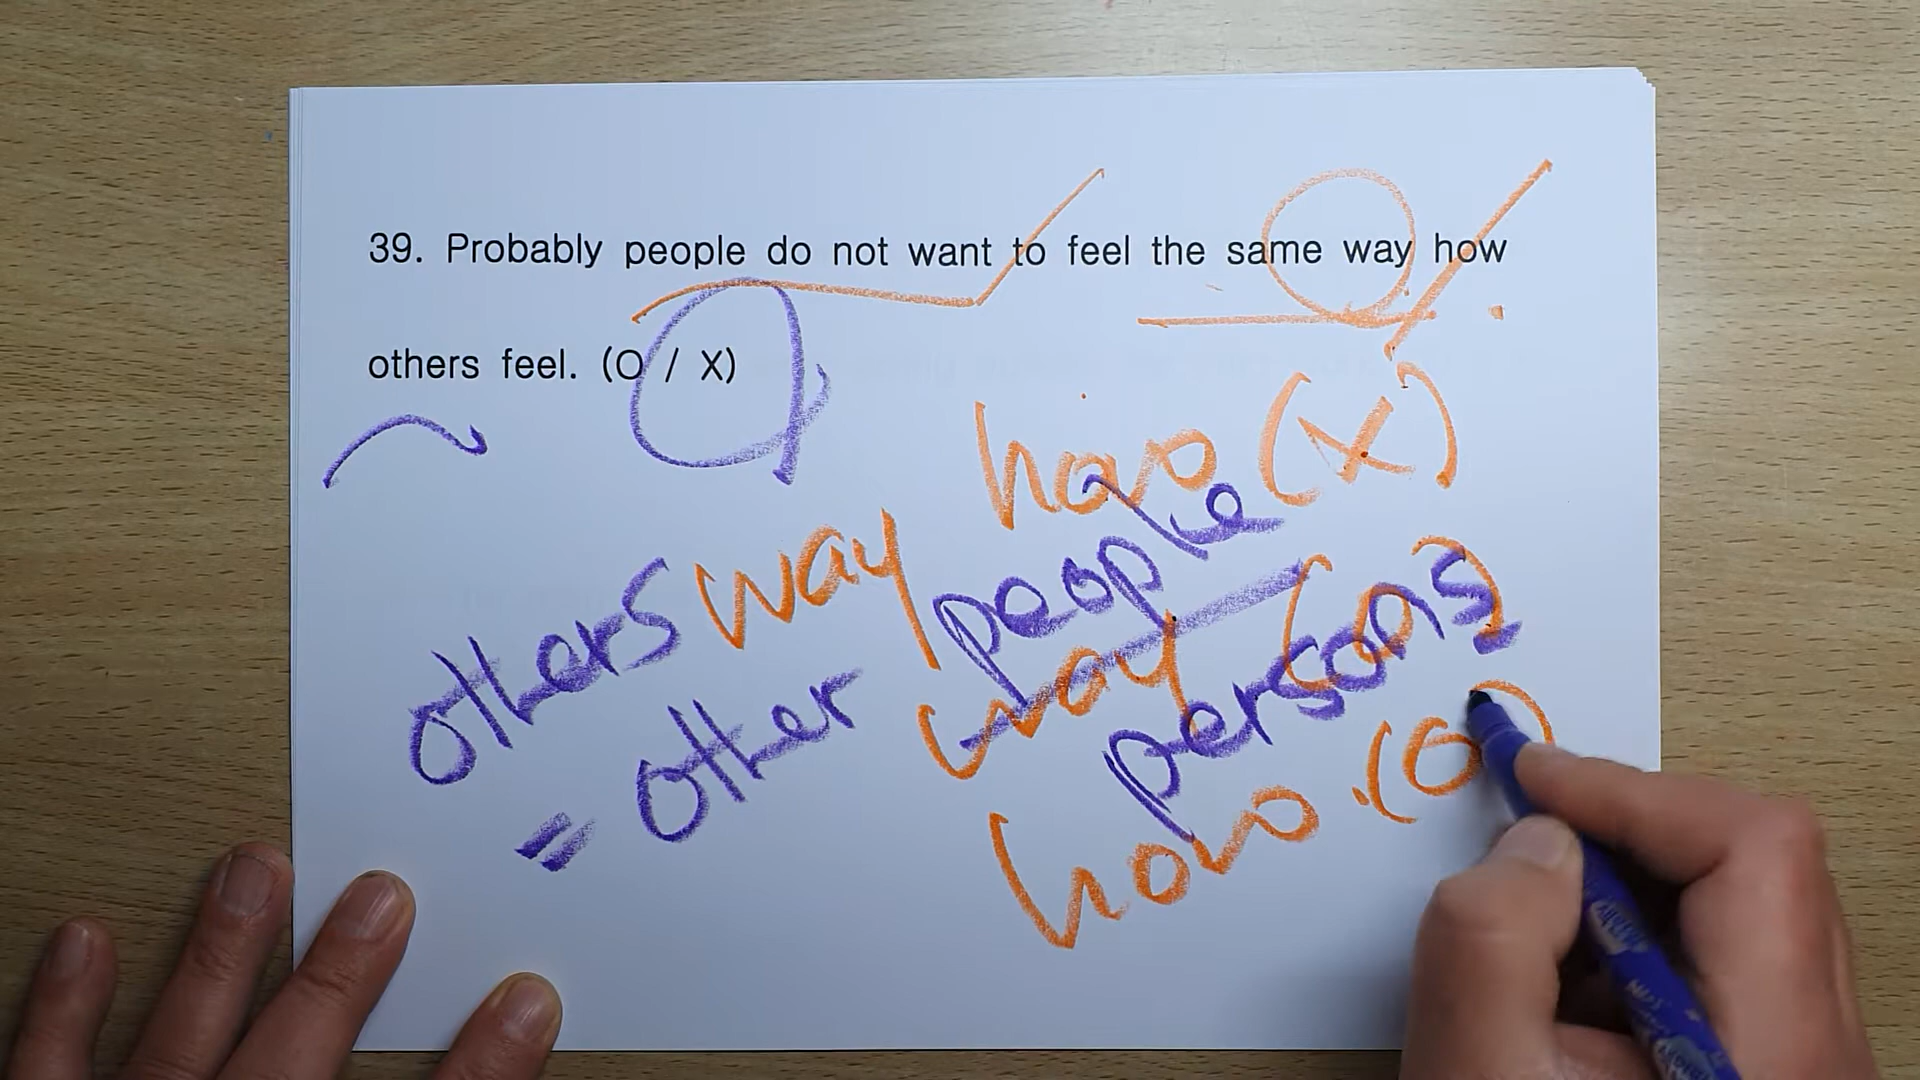 39. Probably people do not want to feel the same way how
others feel. (O / X)
how (X)
way
people
others
way (O)
persons
= other
how (O)